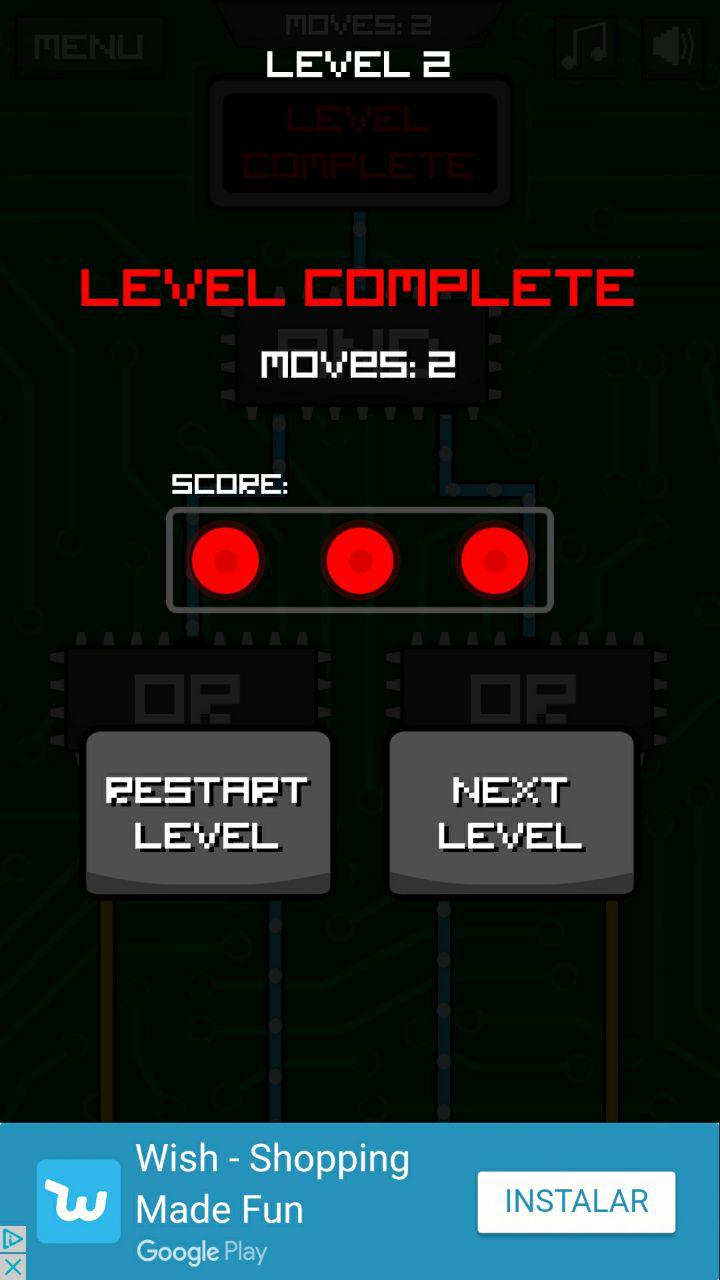 MOVES: 2
MENU
LEVEL 2
LEVEL
COMPLETE
LEVEL COMPLETE
AND
MOVES: 2
SCORE:
OR OR
RESTART
LEVEL
NEXT
LEVEL
Wish - Shopping
Made Fun
INSTALAR
Google Play